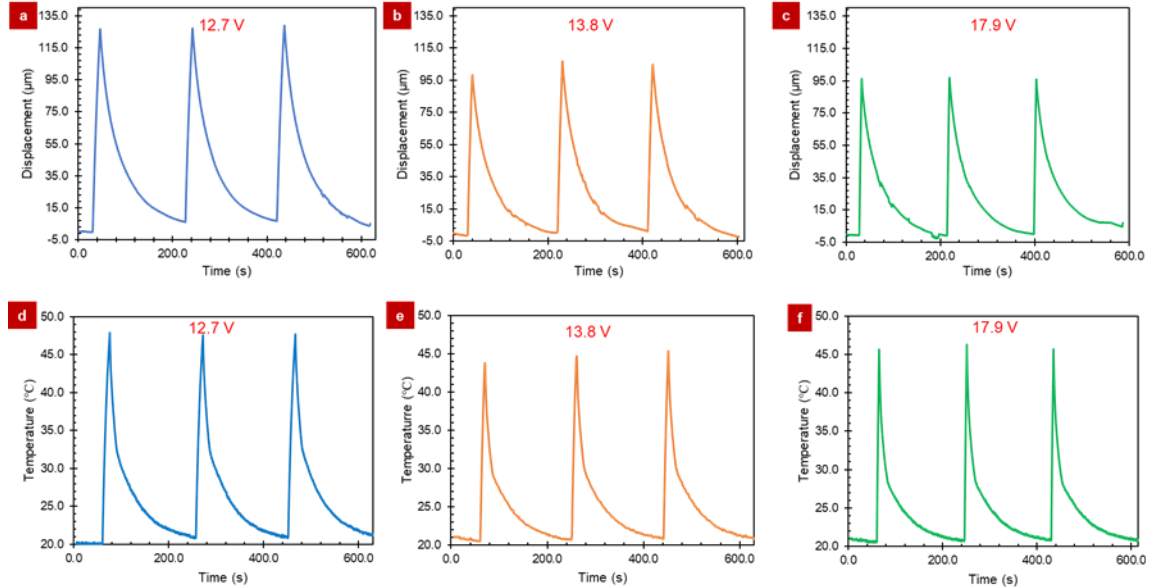 a
12.7 V
135.0
115.0
95.0
75.0
55.0
35.0
15.0
-5.0
Displacement (μm)
0.0 200.0 400.0 600.0
Time (s)
b
13.8 V
135.0
115.0
95.0
75.0
55.0
35.0
15.0
-5.0
Displacement (μm)
0.0 200.0 400.0 600.0
Time (s)
c
17.9 V
135.0
115.0
95.0
75.0
55.0
35.0
15.0
-5.0
Displacement (μm)
0.0 200.0 400.0 600.0
Time (s)
d
12.7 V
50.0
45.0
40.0
35.0
30.0
25.0
20.0
Temperature (℃)
0.0 200.0 400.0 600.0
Time (s)
e
13.8 V
50.0
45.0
40.0
35.0
30.0
25.0
20.0
Temperaturre (℃)
0.0 200.0 400.0 600.0
Time (s)
f
17.9 V
50.0
45.0
40.0
35.0
30.0
25.0
20.0
Temperature (℃)
0.0 200.0 400.0 600.0
Time (s)